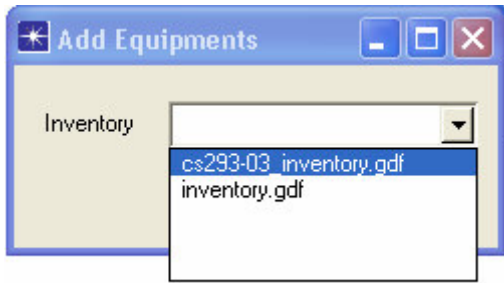 Add Equipments
Inventory
cs293-03_inventory.gdf
inventory.gdf